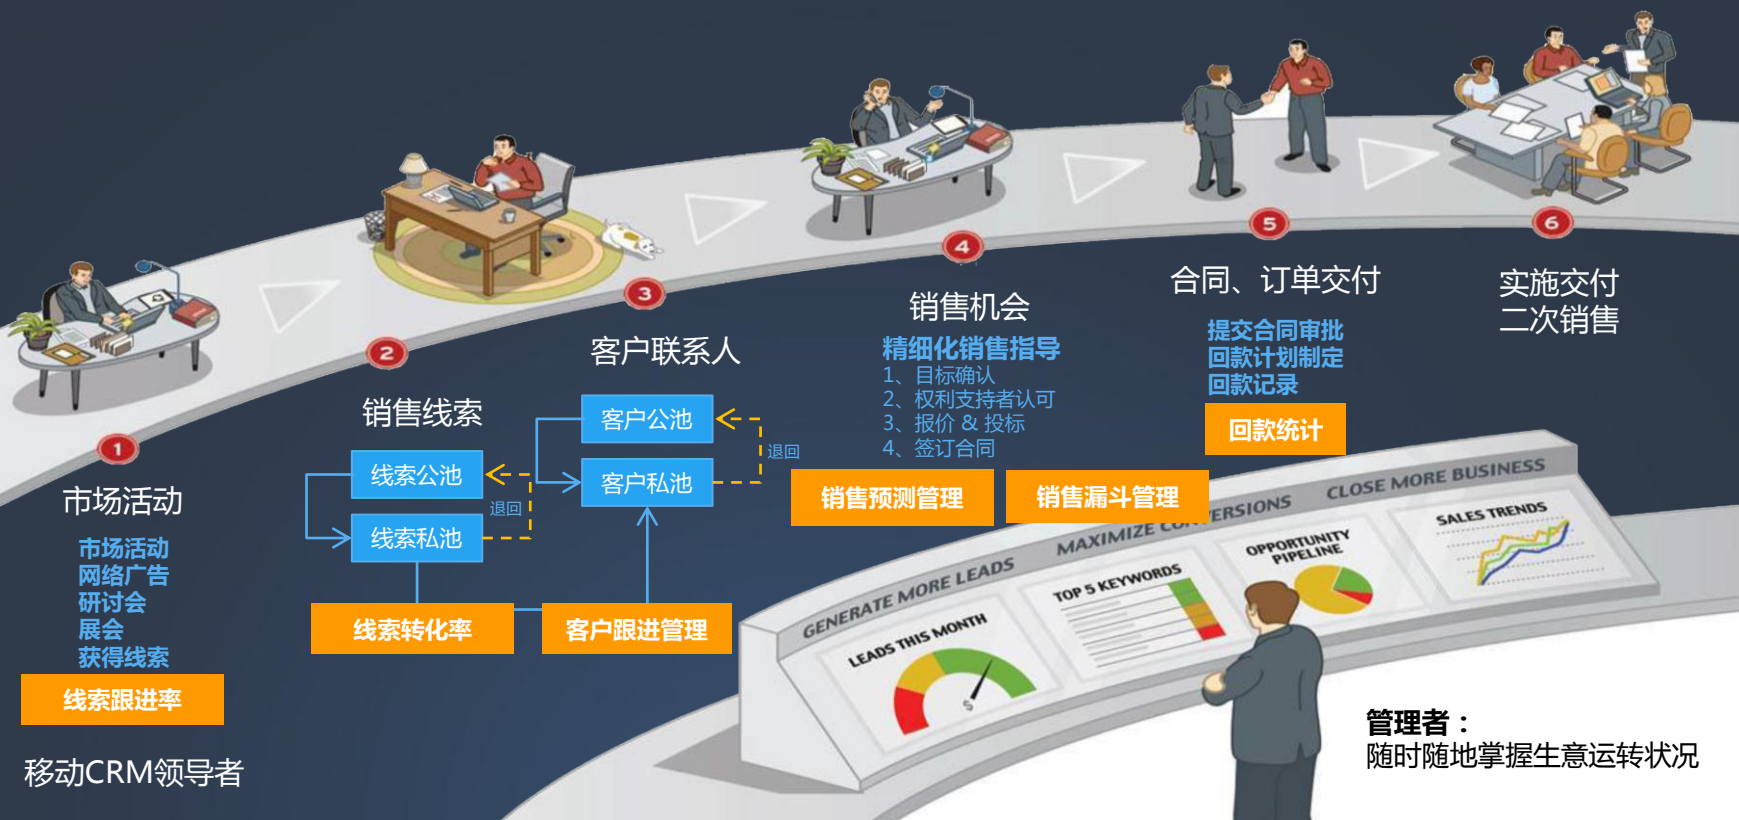 1
市场活动
市场活动
网络广告
研讨会
展会
获得线索
线索跟进率
移动CRM领导者
2
销售线索
线索公池
退回
线索私池
线索转化率
3
客户联系人
客户公池
退回
客户私池
客户跟进管理
4
销售机会
精细化销售指导
1、目标确认
2、权利支持者认可
3、报价 & 投标
4、签订合同
销售预测管理
销售漏斗管理
5
合同、订单交付
提交合同审批
回款计划制定
回款记录
回款统计
6
实施交付
二次销售
GENERATE MORE LEADS
MAXIMIZE CONVERSIONS
CLOSE MORE BUSINESS
LEADS THIS MONTH
$
TOP 5 KEYWORDS
OPPORTUNITY
PIPELINE
SALES TRENDS
管理者：
随时随地掌握生意运转状况